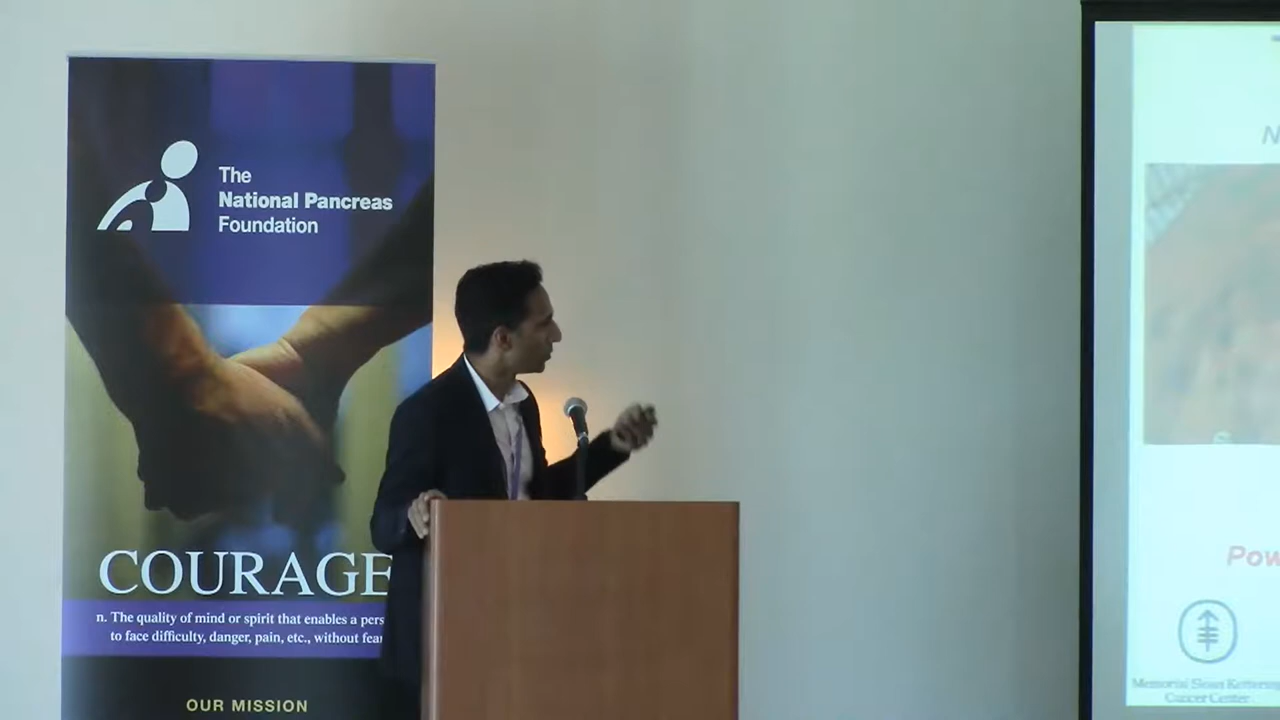 The
National Pancreas
Foundation
COURAGE
n. The quality of mind or spirit that enables a pers
to face difficulty, danger, pain, etc., without fear
OUR MISSION
N
Pow
Memorial Sloan Kettering
Cancer Center